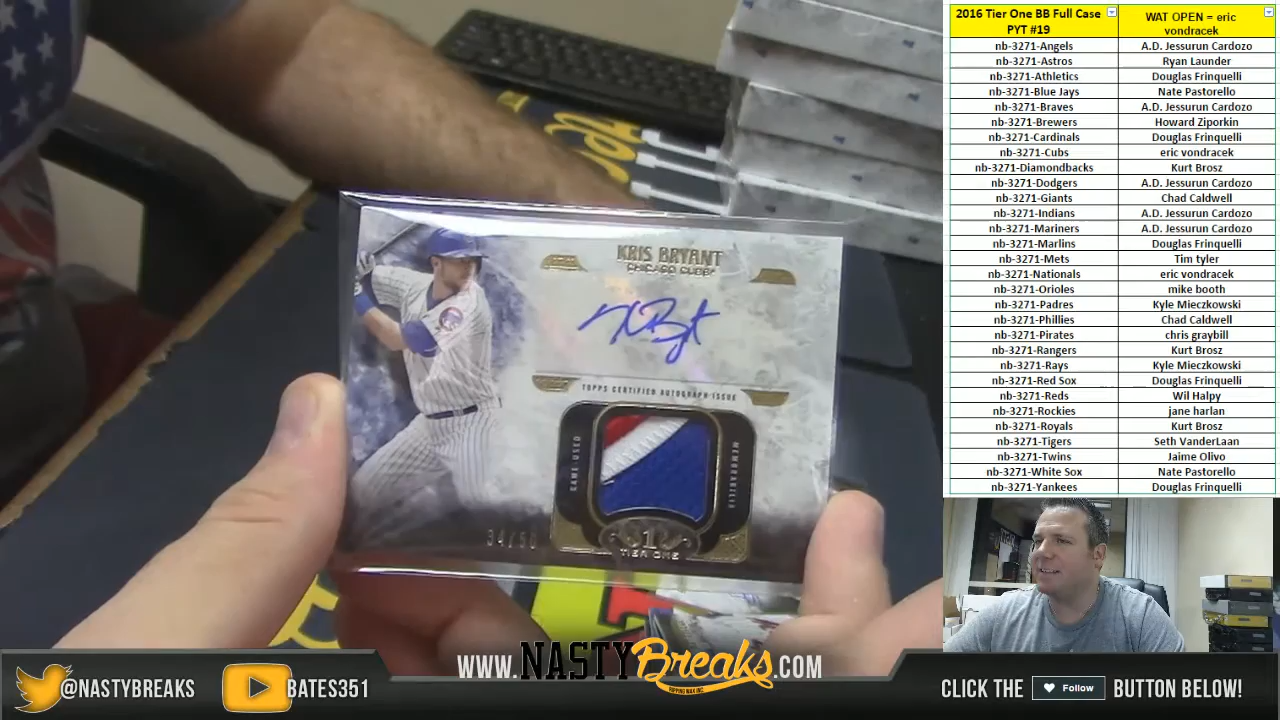 KRIS BRYANT
CHICAGO CUBS
TOPPS CERTIFIED AUTOGRAPH ISSUE
GAME-USED
MEMORABILIA
34/50
1
TIER ONE
2016 Tier One BB Full Case PYT #19 WAT OPEN = eric vondracek
nb-3271-Angels A.D. Jessurun Cardozo
nb-3271-Astros Ryan Launder
nb-3271-Athletics Douglas Frinquelli
nb-3271-Blue Jays Nate Pastorello
nb-3271-Braves A.D. Jessurun Cardozo
nb-3271-Brewers Howard Ziporkin
nb-3271-Cardinals Douglas Frinquelli
nb-3271-Cubs eric vondracek
nb-3271-Diamondbacks Kurt Brosz
nb-3271-Dodgers A.D. Jessurun Cardozo
nb-3271-Giants Chad Caldwell
nb-3271-Indians A.D. Jessurun Cardozo
nb-3271-Mariners A.D. Jessurun Cardozo
nb-3271-Marlins Douglas Frinquelli
nb-3271-Mets Tim tyler
nb-3271-Nationals eric vondracek
nb-3271-Orioles mike booth
nb-3271-Padres Kyle Mieczkowski
nb-3271-Phillies Chad Caldwell
nb-3271-Pirates chris graybill
nb-3271-Rangers Kurt Brosz
nb-3271-Rays Kyle Mieczkowski
nb-3271-Red Sox Douglas Frinquelli
nb-3271-Reds Wil Halpy
nb-3271-Rockies jane harlan
nb-3271-Royals Kurt Brosz
nb-3271-Tigers Seth VanderLaan
nb-3271-Twins Jaime Olivo
nb-3271-White Sox Nate Pastorello
nb-3271-Yankees Douglas Frinquelli
@NASTYBREAKS
BATES351
WWW.NASTYBreaks.COM
RIPPING WAX INC.
CLICK THE Follow BUTTON BELOW!